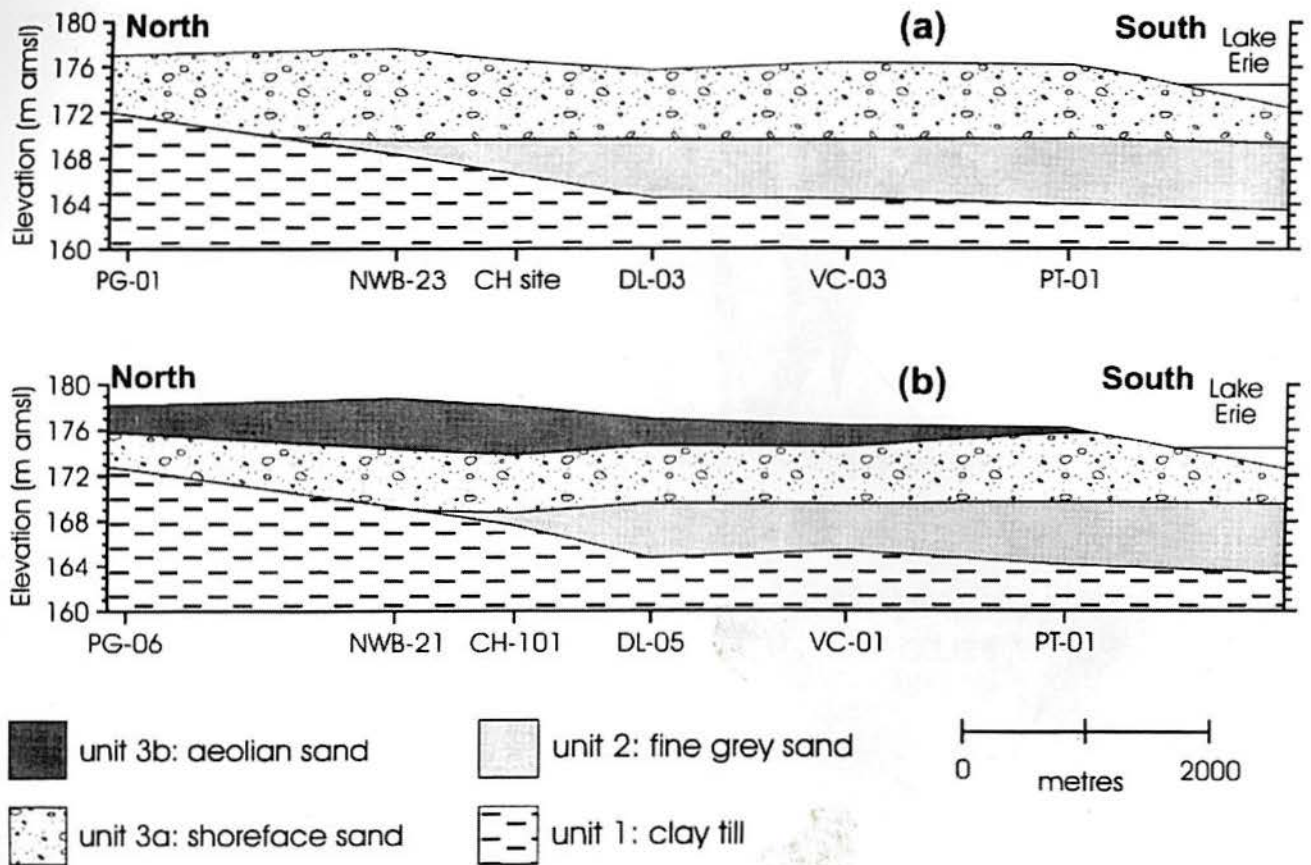 180 North (a) South Lake
Erie
176
172
168
164
160
Elevation (m amsl)
PG-01 NWB-23 CH site DL-03 VC-03 PT-01
180 North (b) South Lake
Erie
176
172
168
164
160
Elevation (m amsl)
PG-06 NWB-21 CH-101 DL-05 VC-01 PT-01
unit 3b: aeolian sand unit 2: fine grey sand
0 metres 2000
unit 3a: shoreface sand unit 1: clay till